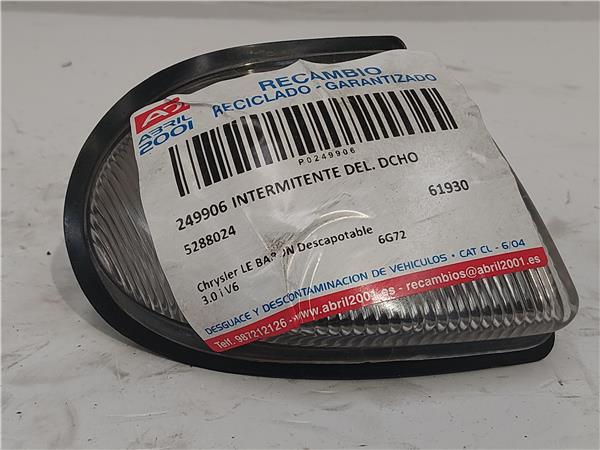 RECAMBIO
RECICLADO - GARANTIZADO
A2
ABRIL
2001
P0249906
249906 INTERMITENTE DEL. DCHO
5288024
61930
Chrysler LE BARON Descapotable
6G72
3.0 i V6
DESGUACE Y DESCONTAMINACION DE VEHICULOS • CAT CL - 6/04
Telf. 987212126 - www.abril2001.es - recambios@abril2001.es